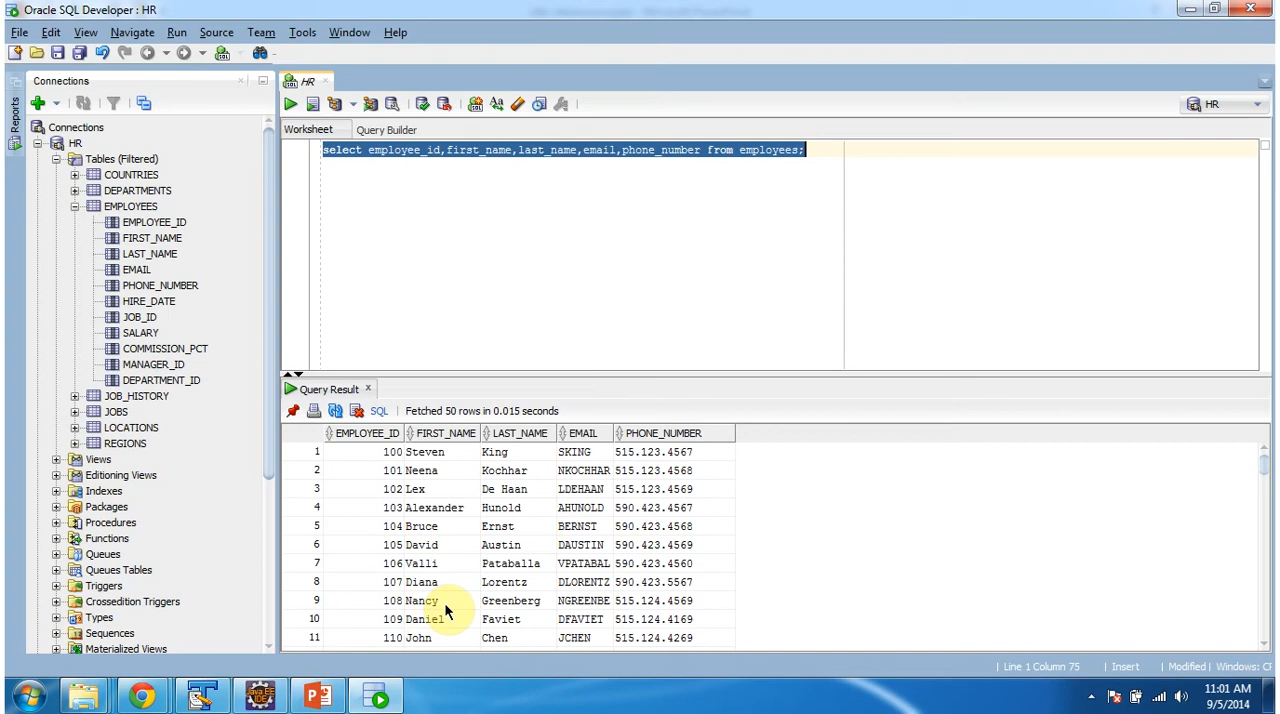 Oracle SQL Developer : HR
File Edit View Navigate Run Source Team Tools Window Help
Connections
HR
Reports
HR
Worksheet Query Builder
select employee_id,first_name,last_name,email,phone_number from employees;
Connections
HR
Tables (Filtered)
COUNTRIES
DEPARTMENTS
EMPLOYEES
EMPLOYEE_ID
FIRST_NAME
LAST_NAME
EMAIL
PHONE_NUMBER
HIRE_DATE
JOB_ID
SALARY
COMMISSION_PCT
MANAGER_ID
DEPARTMENT_ID
JOB_HISTORY
JOBS
LOCATIONS
REGIONS
Views
Editioning Views
Indexes
Packages
Procedures
Functions
Queues
Queues Tables
Triggers
Crossedition Triggers
Types
Sequences
Materialized Views
Query Result
SQL Fetched 50 rows in 0.015 seconds
EMPLOYEE_ID FIRST_NAME LAST_NAME EMAIL PHONE_NUMBER
1 100 Steven King SKING 515.123.4567
2 101 Neena Kochhar NKOCHHAR 515.123.4568
3 102 Lex De Haan LDEHAAN 515.123.4569
4 103 Alexander Hunold AHUNOLD 590.423.4567
5 104 Bruce Ernst BERNST 590.423.4568
6 105 David Austin DAUSTIN 590.423.4569
7 106 Valli Pataballa VPATABAL 590.423.4560
8 107 Diana Lorentz DLORENTZ 590.423.5567
9 108 Nancy Greenberg NGREENBE 515.124.4569
10 109 Daniel Faviet DFAVIET 515.124.4169
11 110 John Chen JCHEN 515.124.4269
Line 1 Column 75 Insert Modified Windows: CF
Java EE IDE
11:01 AM
9/5/2014